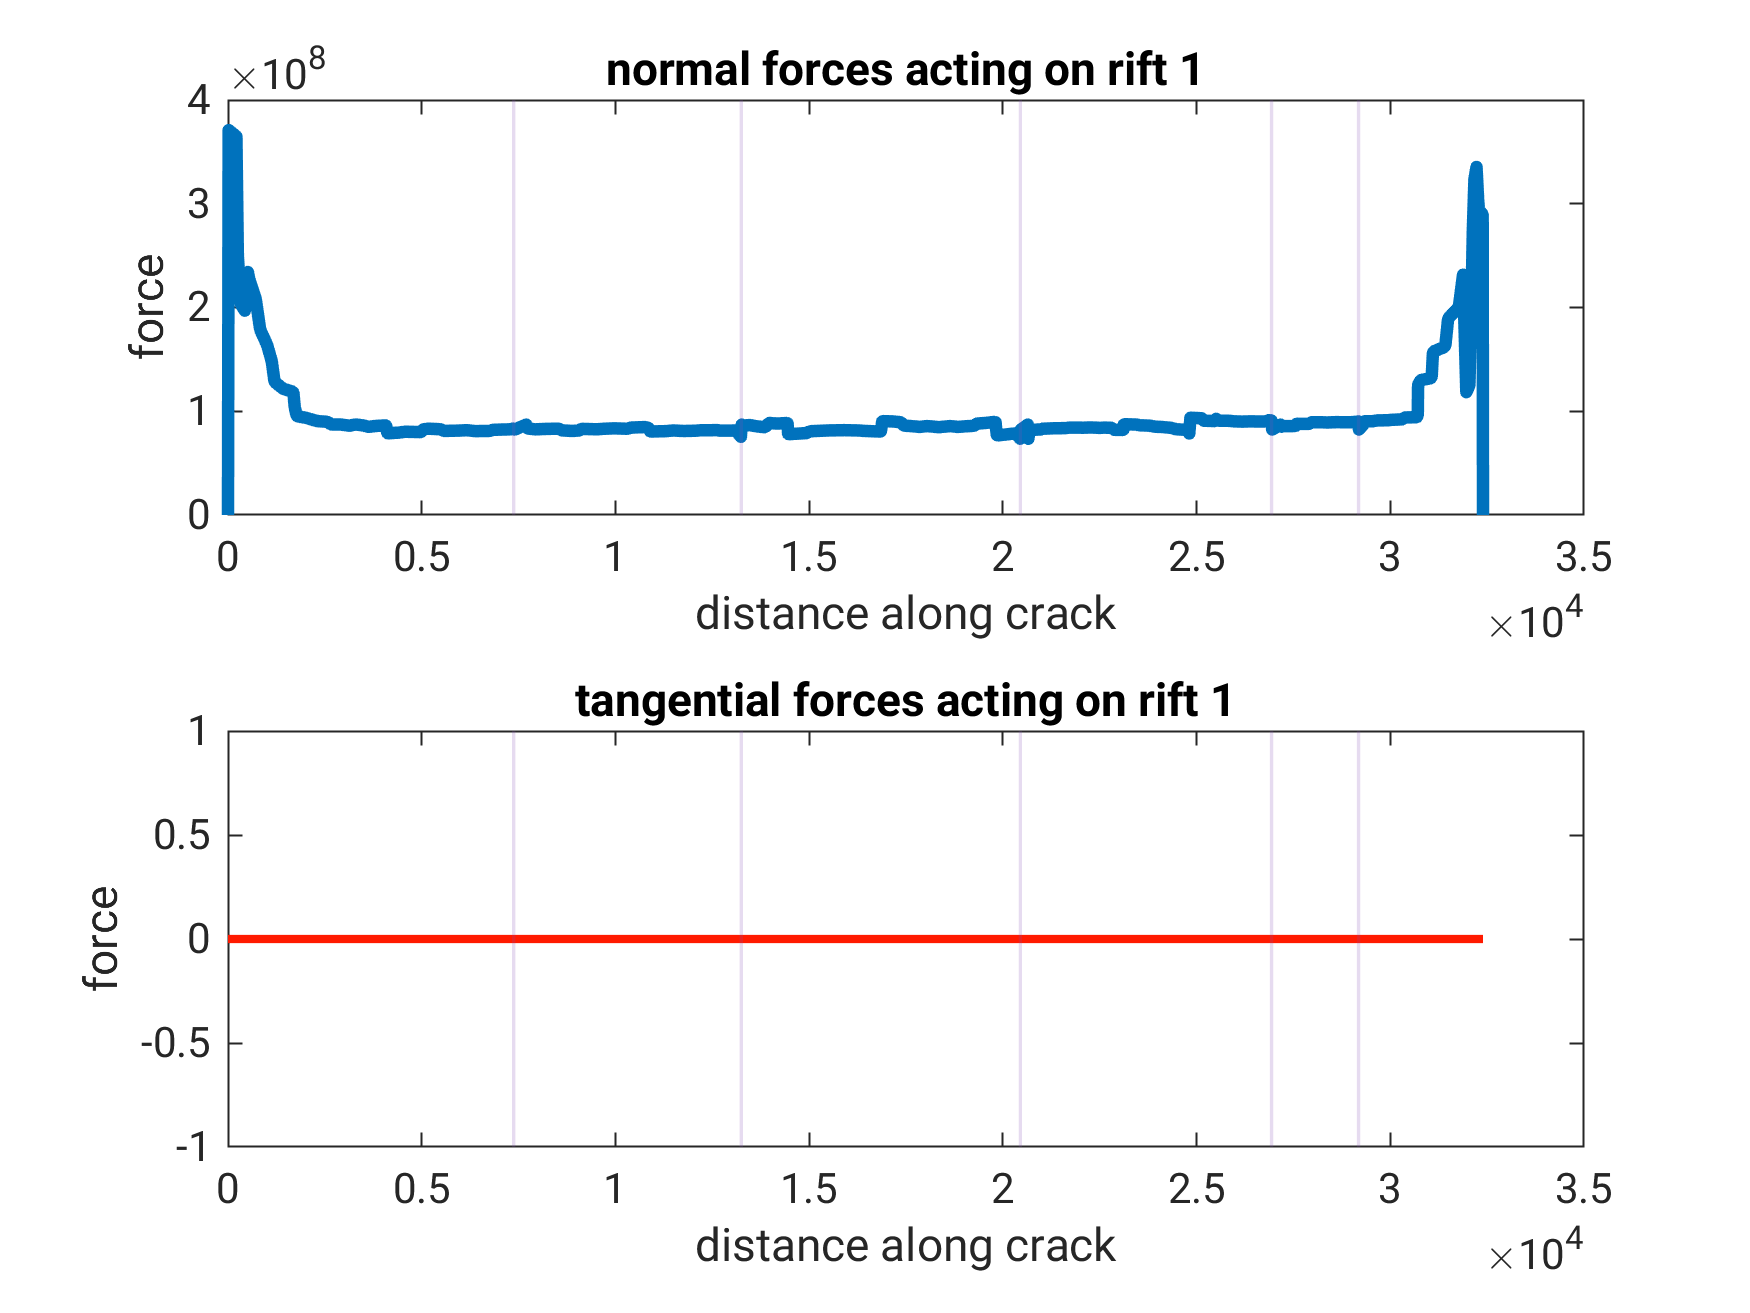 ×10^8
normal forces acting on rift 1
4
3
2
1
0
force
0 0.5 1 1.5 2 2.5 3 3.5
distance along crack
×10^4
tangential forces acting on rift 1
1
0.5
0
-0.5
-1
force
0 0.5 1 1.5 2 2.5 3 3.5
distance along crack
×10^4